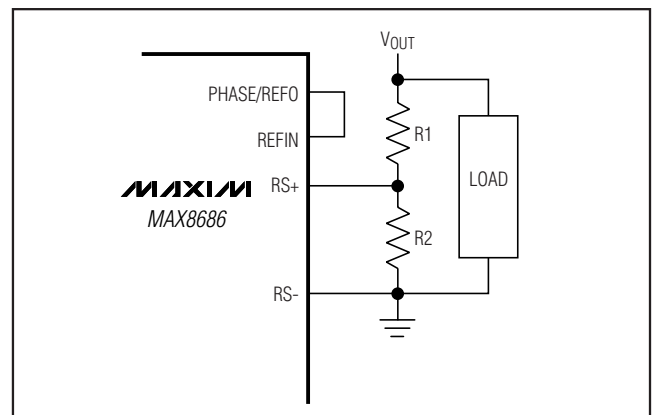 VOUT
PHASE/REFO
R1
REFIN
LOAD
MAXIM
RS+
MAX8686
R2
RS-